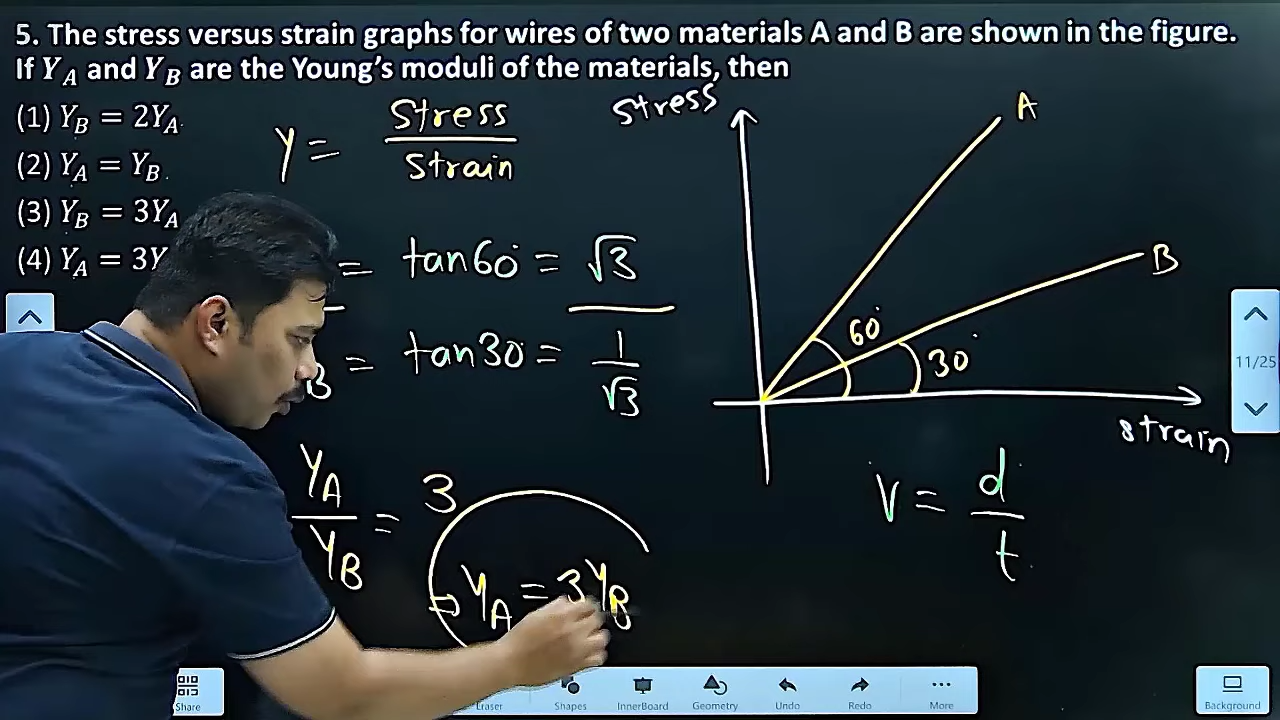 5. The stress versus strain graphs for wires of two materials A and B are shown in the figure.
If Y_A and Y_B are the Young's moduli of the materials, then
(1) Y_B = 2Y_A
(2) Y_A = Y_B
(3) Y_B = 3Y_A
(4) Y_A = 3Y
Y = Stress / Strain
= tan60° = √3
B = tan30° = 1/√3
Y_A / Y_B = 3
⇒ Y_A = 3Y_B
Stress
A
B
60°
30°
strain
V = d / t
11/25
Share
Eraser
Shapes
InnerBoard
Geometry
Undo
Redo
More
Background